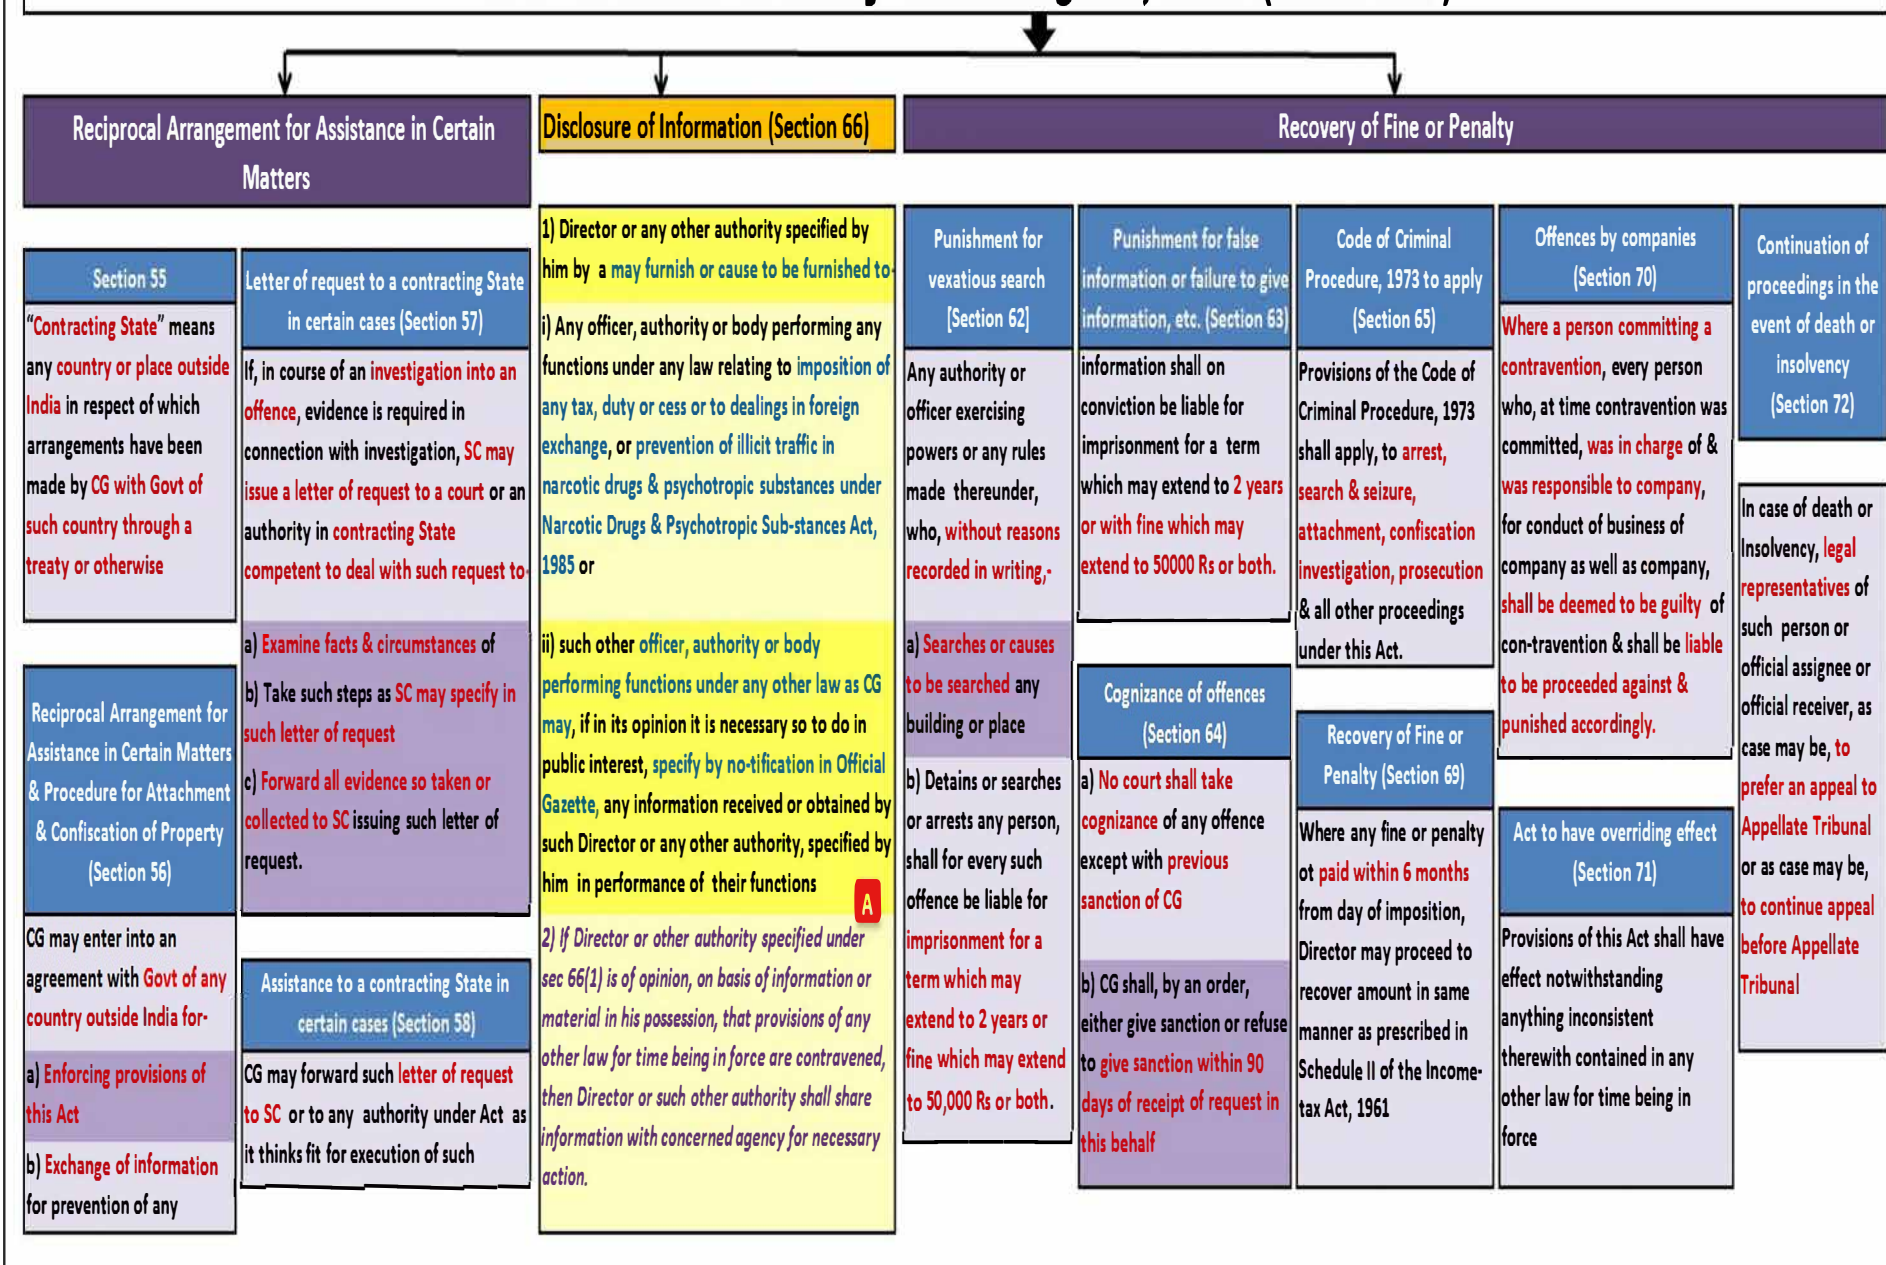 Reciprocal Arrangement for Assistance in Certain
Matters
Disclosure of Information (Section 66)
Recovery of Fine or Penalty
Section 55
“Contracting State” means
any country or place outside
India in respect of which
arrangements have been
made by CG with Govt of
such country through a
treaty or otherwise
Reciprocal Arrangement for
Assistance in Certain Matters
& Procedure for Attachment
& Confiscation of Property
(Section 56)
CG may enter into an
agreement with Govt of any
country outside India for-
a) Enforcing provisions of
this Act
b) Exchange of information
for prevention of any
Letter of request to a contracting State
in certain cases (Section 57)
If, in course of an investigation into an
offence, evidence is required in
connection with investigation, SC may
issue a letter of request to a court or an
authority in contracting State
competent to deal with such request to-
a) Examine facts & circumstances of
b) Take such steps as SC may specify in
such letter of request
c) Forward all evidence so taken or
collected to SC issuing such letter of
request.
Assistance to a contracting State in
certain cases (Section 58)
CG may forward such letter of request
to SC or to any authority under Act as
it thinks fit for execution of such
1) Director or any other authority specified by
him by a may furnish or cause to be furnished to-
i) Any officer, authority or body performing any
functions under any law relating to imposition of
any tax, duty or cess or to dealings in foreign
exchange, or prevention of illicit traffic in
narcotic drugs & psychotropic substances under
Narcotic Drugs & Psychotropic Sub-stances Act,
1985 or
ii) such other officer, authority or body
performing functions under any other law as CG
may, if in its opinion it is necessary so to do in
public interest, specify by no-tification in Official
Gazette, any information received or obtained by
such Director or any other authority, specified by
him in performance of their functions
A
2) If Director or other authority specified under
sec 66(1) is of opinion, on basis of information or
material in his possession, that provisions of any
other law for time being in force are contravened,
then Director or such other authority shall share
information with concerned agency for necessary
action.
Punishment for
vexatious search
[Section 62]
Any authority or
officer exercising
powers or any rules
made thereunder,
who, without reasons
recorded in writing,-
a) Searches or causes
to be searched any
building or place
b) Detains or searches
or arrests any person,
shall for every such
offence be liable for
imprisonment for a
term which may
extend to 2 years or
fine which may extend
to 50,000 Rs or both.
Punishment for false
information or failure to give
information, etc. (Section 63)
information shall on
conviction be liable for
imprisonment for a term
which may extend to 2 years
or with fine which may
extend to 50000 Rs or both.
Cognizance of offences
(Section 64)
a) No court shall take
cognizance of any offence
except with previous
sanction of CG
b) CG shall, by an order,
either give sanction or refuse
to give sanction within 90
days of receipt of request in
this behalf
Code of Criminal
Procedure, 1973 to apply
(Section 65)
Provisions of the Code of
Criminal Procedure, 1973
shall apply, to arrest,
search & seizure,
attachment, confiscation
investigation, prosecution
& all other proceedings
under this Act.
Recovery of Fine or
Penalty (Section 69)
Where any fine or penalty
ot paid within 6 months
from day of imposition,
Director may proceed to
recover amount in same
manner as prescribed in
Schedule II of the Income-
tax Act, 1961
Offences by companies
(Section 70)
Where a person committing a
contravention, every person
who, at time contravention was
committed, was in charge of &
was responsible to company,
for conduct of business of
company as well as company,
shall be deemed to be guilty of
con-travention & shall be liable
to be proceeded against &
punished accordingly.
Act to have overriding effect
(Section 71)
Provisions of this Act shall have
effect notwithstanding
anything inconsistent
therewith contained in any
other law for time being in
force
Continuation of
proceedings in the
event of death or
insolvency
(Section 72)
In case of death or
Insolvency, legal
representatives of
such person or
official assignee or
official receiver, as
case may be, to
prefer an appeal to
Appellate Tribunal
or as case may be,
to continue appeal
before Appellate
Tribunal